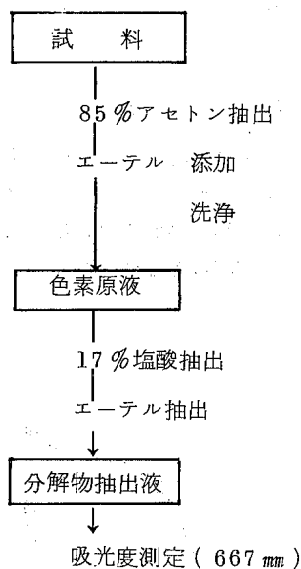 試 料
85%アセトン抽出
エーテル 添加
洗浄
色素原液
17%塩酸抽出
エーテル抽出
分解物抽出液
吸光度測定(667㎜)